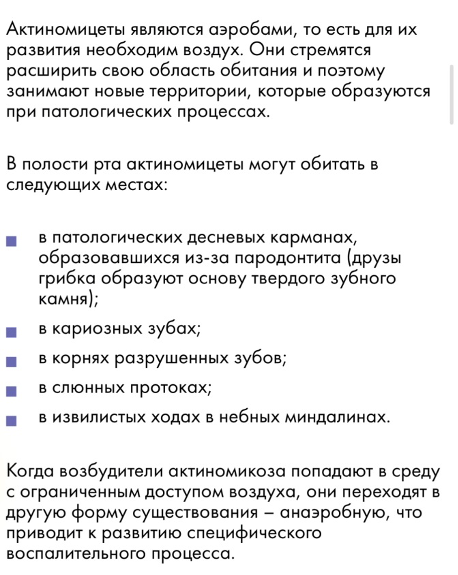 Актиномицеты являются аэробами, то есть для их
развития необходим воздух. Они стремятся
расширить свою область обитания и поэтому
занимают новые территории, которые образуются
при патологических процессах.
В полости рта актиномицеты могут обитать в
следующих местах:
в патологических десневых карманах,
образовавшихся из-за пародонтита (друзы
грибка образуют основу твердого зубного
камня);
в кариозных зубах;
в корнях разрушенных зубов;
в слюнных протоках;
в извилистых ходах в небных миндалинах.
Когда возбудители актиномикоза попадают в среду
с ограниченным доступом воздуха, они переходят в
другую форму существования – анаэробную, что
приводит к развитию специфического
воспалительного процесса.